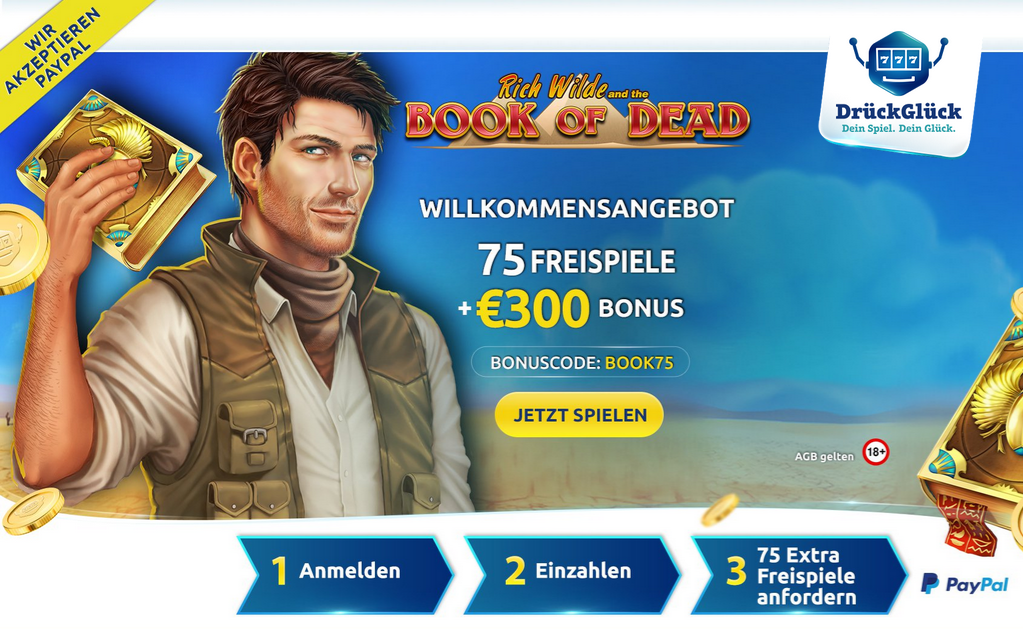 WIR
AKZEPTIEREN
PAYPAL
Rich Wilde and the
BOOK OF DEAD
777
DrückGlück
Dein Spiel. Dein Glück.
WILLKOMMENSANGEBOT
75 FREISPIELE
+€300 BONUS
BONUSCODE: BOOK75
JETZT SPIELEN
AGB gelten 18+
1 Anmelden
2 Einzahlen
3 75 Extra
Freispiele
anfordern
PayPal